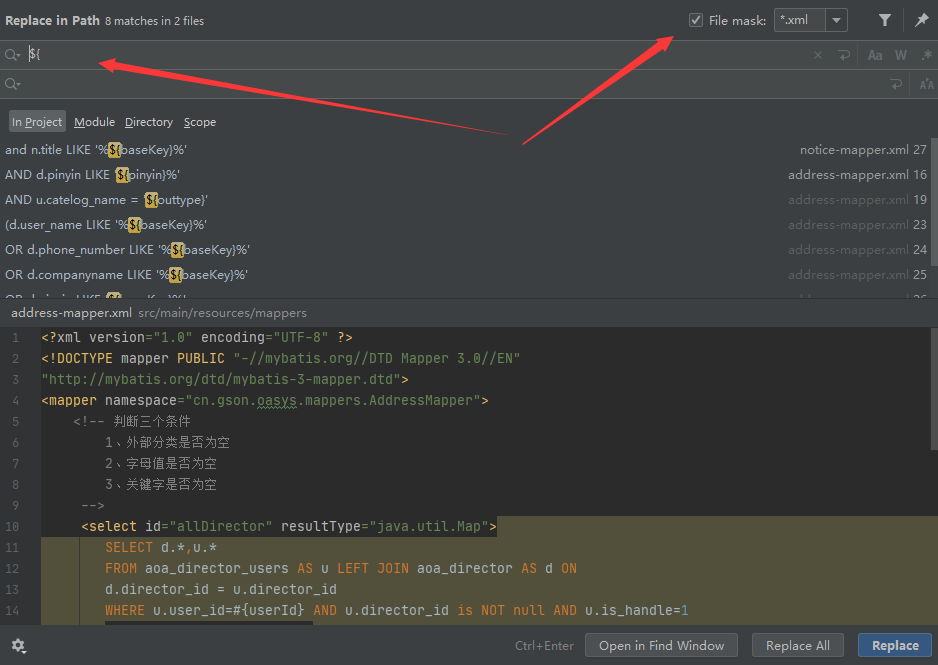 Replace in Path 8 matches in 2 files File mask: *.xml
${ Aa W .*
In Project Module Directory Scope
and n.title LIKE '%${baseKey}%' notice-mapper.xml 27
AND d.pinyin LIKE '${pinyin}%' address-mapper.xml 16
AND u.catelog_name = '${outtype}' address-mapper.xml 19
(d.user_name LIKE '%${baseKey}%' address-mapper.xml 23
OR d.phone_number LIKE '%${baseKey}%' address-mapper.xml 24
OR d.companyname LIKE '%${baseKey}%' address-mapper.xml 25
address-mapper.xml src/main/resources/mappers
1 <?xml version="1.0" encoding="UTF-8" ?>
2 <!DOCTYPE mapper PUBLIC "-//mybatis.org//DTD Mapper 3.0//EN"
3 "http://mybatis.org/dtd/mybatis-3-mapper.dtd">
4 <mapper namespace="cn.gson.oasys.mappers.AddressMapper">
5 <!-- 判断三个条件
6 1、外部分类是否为空
7 2、字母值是否为空
8 3、关键字是否为空
9 -->
10 <select id="allDirector" resultType="java.util.Map">
11 SELECT d.*,u.*
12 FROM aoa_director_users AS u LEFT JOIN aoa_director AS d ON
13 d.director_id = u.director_id
14 WHERE u.user_id=#{userId} AND u.director_id is NOT null AND u.is_handle=1
Ctrl+Enter Open in Find Window Replace All Replace